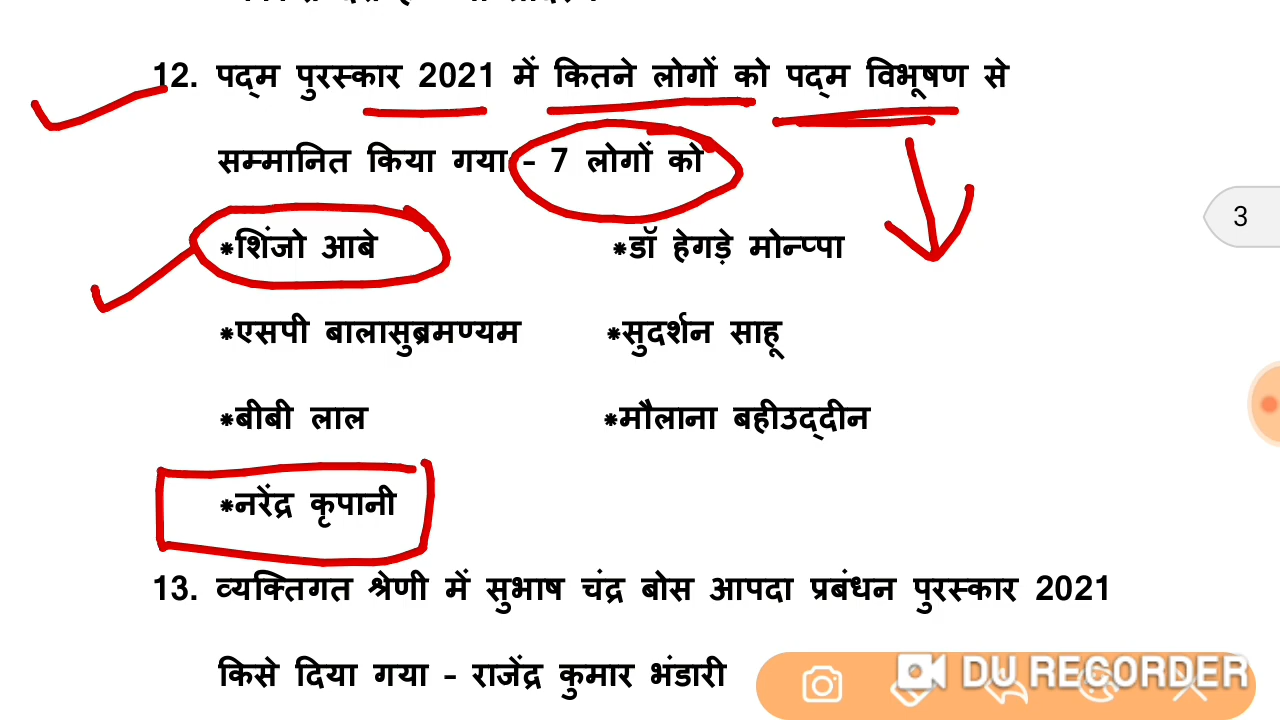 12. पद्म पुरस्कार 2021 में कितने लोगों को पद्म विभूषण से
सम्मानित किया गया - 7 लोगों को
*शिंजो आबे *डॉ हेगड़े मोन्प्पा
*एसपी बालासुब्रमण्यम *सुदर्शन साहू
*बीबी लाल *मौलाना बहीउद्दीन
*नरेंद्र कृपानी
13. व्यक्तिगत श्रेणी में सुभाष चंद्र बोस आपदा प्रबंधन पुरस्कार 2021
किसे दिया गया - राजेंद्र कुमार भंडारी
3
DU RECORDER